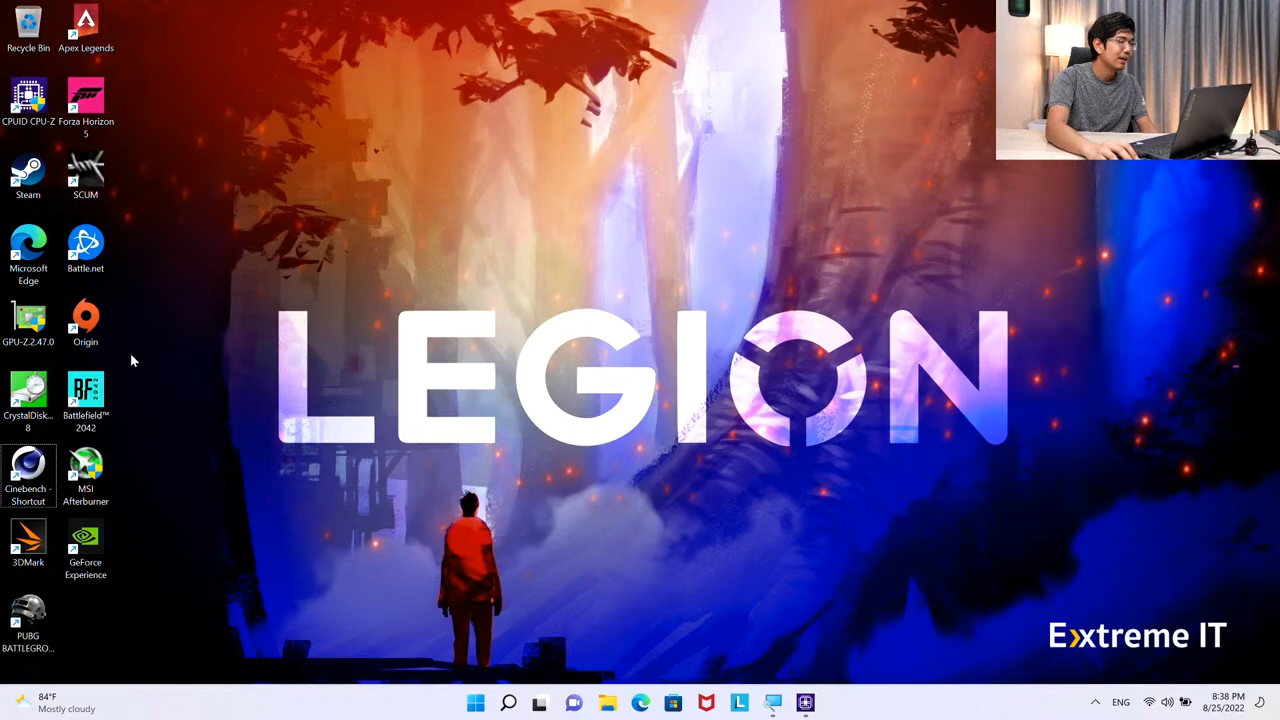 Recycle Bin
Apex Legends
CPUID CPU-Z
Forza Horizon
5
Steam
SCUM
Microsoft
Edge
Battle.net
GPU-Z.2.47.0
Origin
CrystalDisk...
8
BF
2042
Battlefield™
2042
Cinebench -
Shortcut
MSI
Afterburner
3DMark
GeForce
Experience
PUBG
BATTLEGRO...
LEGION
Extreme IT
84°F
Mostly cloudy
L
ENG
8:38 PM
8/25/2022